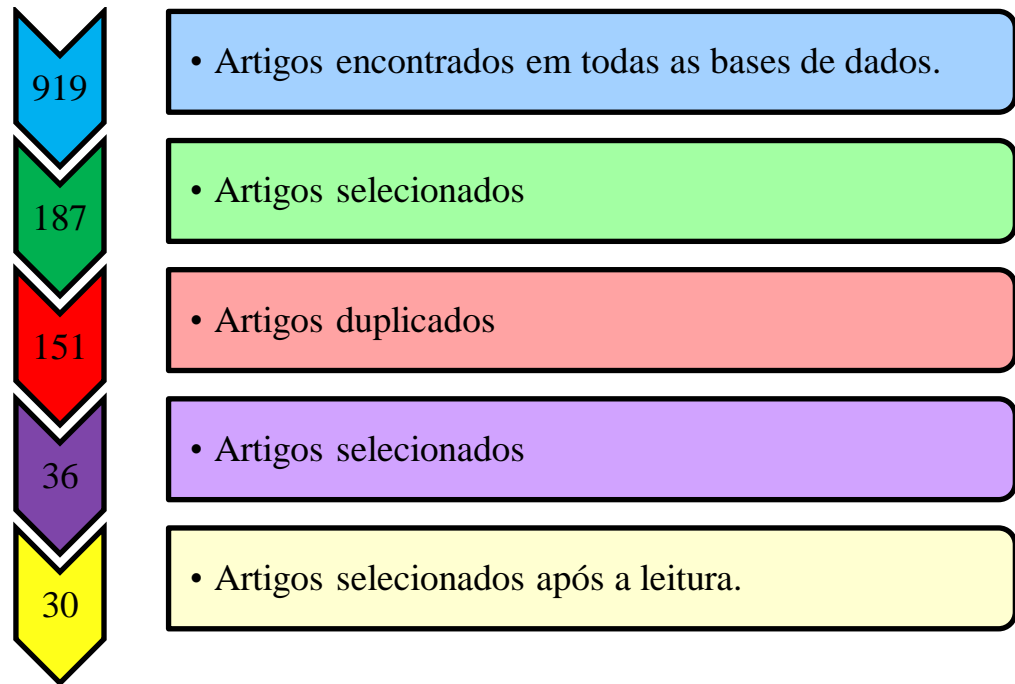 919
• Artigos encontrados em todas as bases de dados.
187
• Artigos selecionados
151
• Artigos duplicados
36
• Artigos selecionados
30
• Artigos selecionados após a leitura.